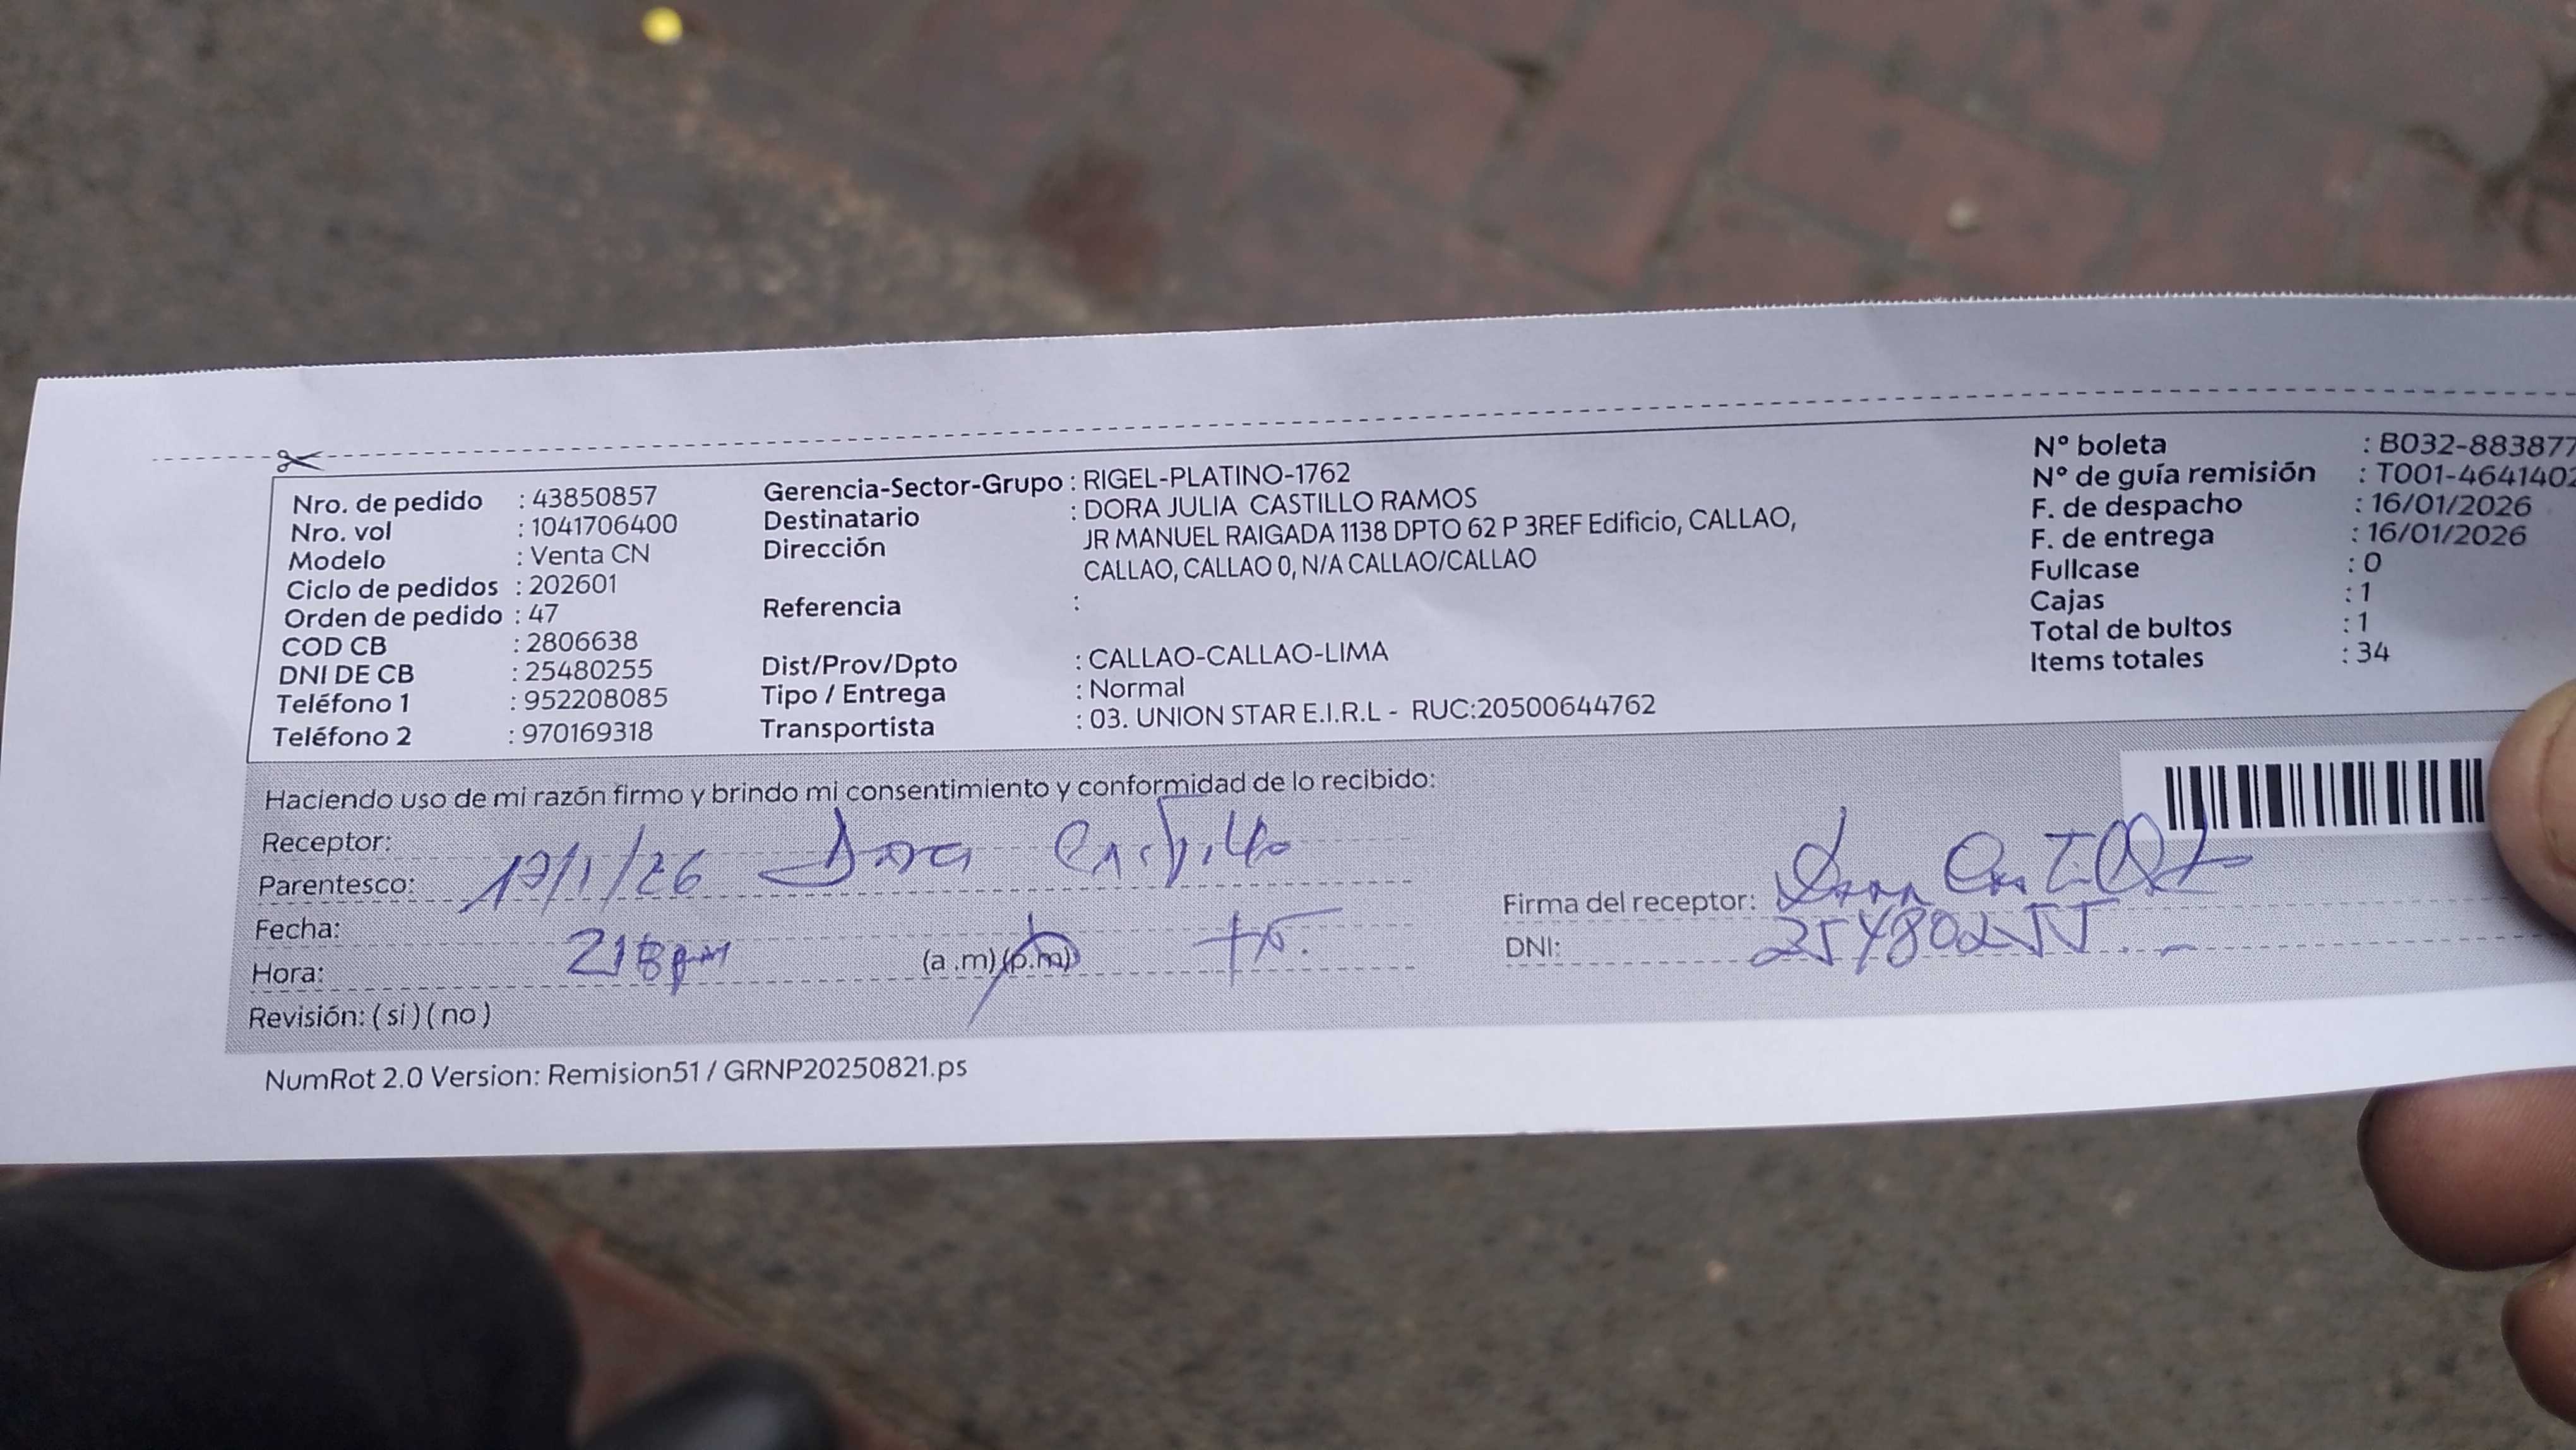 Nro. de pedido : 43850857
Nro. vol : 1041706400
Modelo : Venta CN
Ciclo de pedidos : 202601
Orden de pedido : 47
COD CB : 2806638
DNI DE CB : 25480255
Teléfono 1 : 952208085
Teléfono 2 : 970169318
Gerencia-Sector-Grupo : RIGEL-PLATINO-1762
Destinatario : DORA JULIA CASTILLO RAMOS
Dirección JR MANUEL RAIGADA 1138 DPTO 62 P 3REF Edificio, CALLAO,
CALLAO, CALLAO 0, N/A CALLAO/CALLAO
Referencia :
Dist/Prov/Dpto : CALLAO-CALLAO-LIMA
Tipo / Entrega : Normal
Transportista : 03. UNION STAR E.I.R.L - RUC:20500644762
N° boleta : B032-883877
N° de guía remisión : T001-4641402
F. de despacho : 16/01/2026
F. de entrega : 16/01/2026
Fullcase : 0
Cajas : 1
Total de bultos : 1
Items totales : 34
Haciendo uso de mi razón firmo y brindo mi consentimiento y conformidad de lo recibido:
Receptor: Dora Castillo
Parentesco: 17/1/26
Fecha:
Hora: 218pm (a .m) (p.m)
Revisión: ( si ) ( no )
Firma del receptor:
DNI: 25480255
NumRot 2.0 Version: Remision51 / GRNP20250821.ps